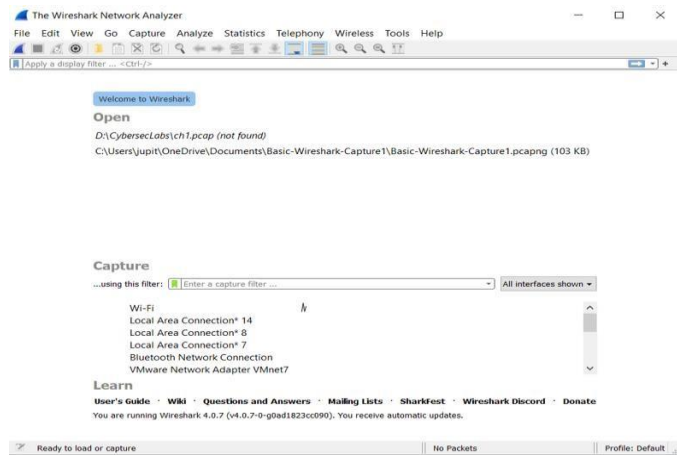 The Wireshark Network Analyzer
File Edit View Go Capture Analyze Statistics Telephony Wireless Tools Help
Apply a display filter ... <Ctrl-/>
Welcome to Wireshark
Open
D:\CybersecLabs\ch1.pcap (not found)
C:\Users\jupit\OneDrive\Documents\Basic-Wireshark-Capture1\Basic-Wireshark-Capture1.pcapng (103 KB)
Capture
...using this filter: Enter a capture filter ... All interfaces shown
Wi-Fi
Local Area Connection* 14
Local Area Connection* 8
Local Area Connection* 7
Bluetooth Network Connection
VMware Network Adapter VMnet7
Learn
User's Guide · Wiki · Questions and Answers · Mailing Lists · SharkFest · Wireshark Discord · Donate
You are running Wireshark 4.0.7 (v4.0.7-0-g0ad1823cc090). You receive automatic updates.
Ready to load or capture No Packets Profile: Default